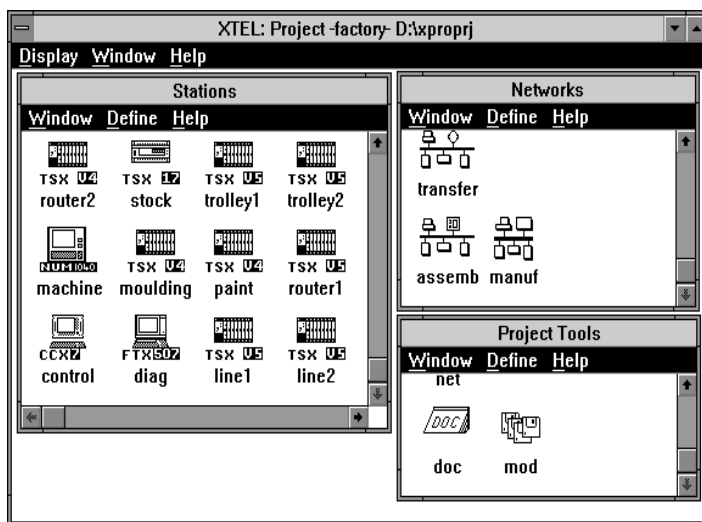 XTEL: Project -factory- D:\xproprj
Display Window Help
Stations
Window Define Help
TSX V4 TSX 17 TSX V5 TSX V5
router2 stock trolley1 trolley2
NUM1040 TSX V4 TSX V4 TSX V5
machine moulding paint router1
CCX7 FTX507 TSX V5 TSX V5
control diag line1 line2
Networks
Window Define Help
transfer
assemb manuf
Project Tools
Window Define Help
net
DOC
doc mod